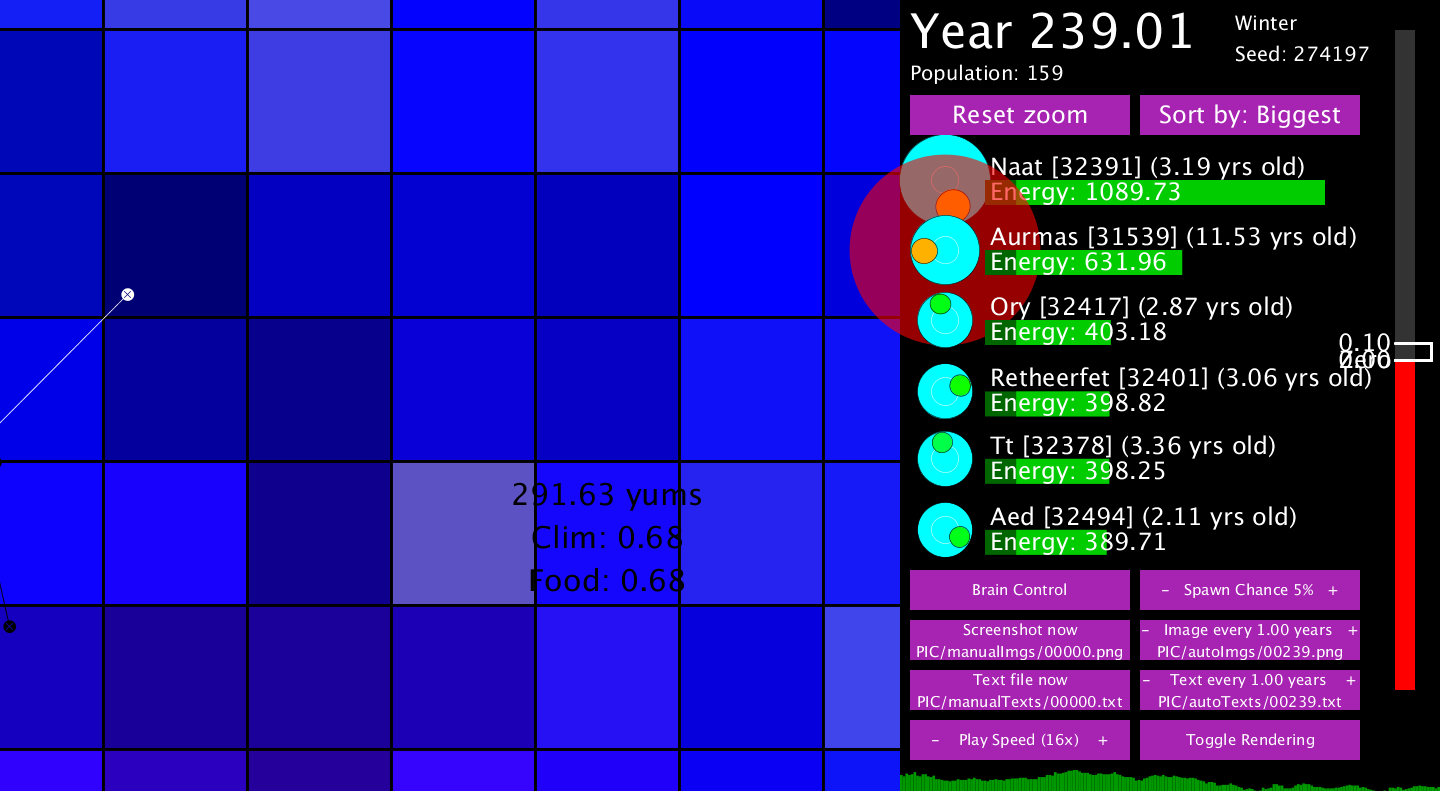 Year 239.01
Winter
Seed: 274197
Population: 159
Reset zoom
Sort by: Biggest
Naat [32391] (3.19 yrs old)
Energy: 1089.73
Aurmas [31539] (11.53 yrs old)
Energy: 631.96
Ory [32417] (2.87 yrs old)
Energy: 403.18
0.10
Retheerfet [32401] (3.06 yrs old)
Energy: 398.82
Tt [32378] (3.36 yrs old)
Energy: 398.25
Aed [32494] (2.11 yrs old)
Energy: 389.71
291.63 yums
Clim: 0.68
Food: 0.68
Brain Control
- Spawn Chance 5% +
Screenshot now
PIC/manualImgs/00000.png
- Image every 1.00 years +
PIC/autoImgs/00239.png
Text file now
PIC/manualTexts/00000.txt
- Text every 1.00 years +
PIC/autoTexts/00239.txt
- Play Speed (16x) +
Toggle Rendering